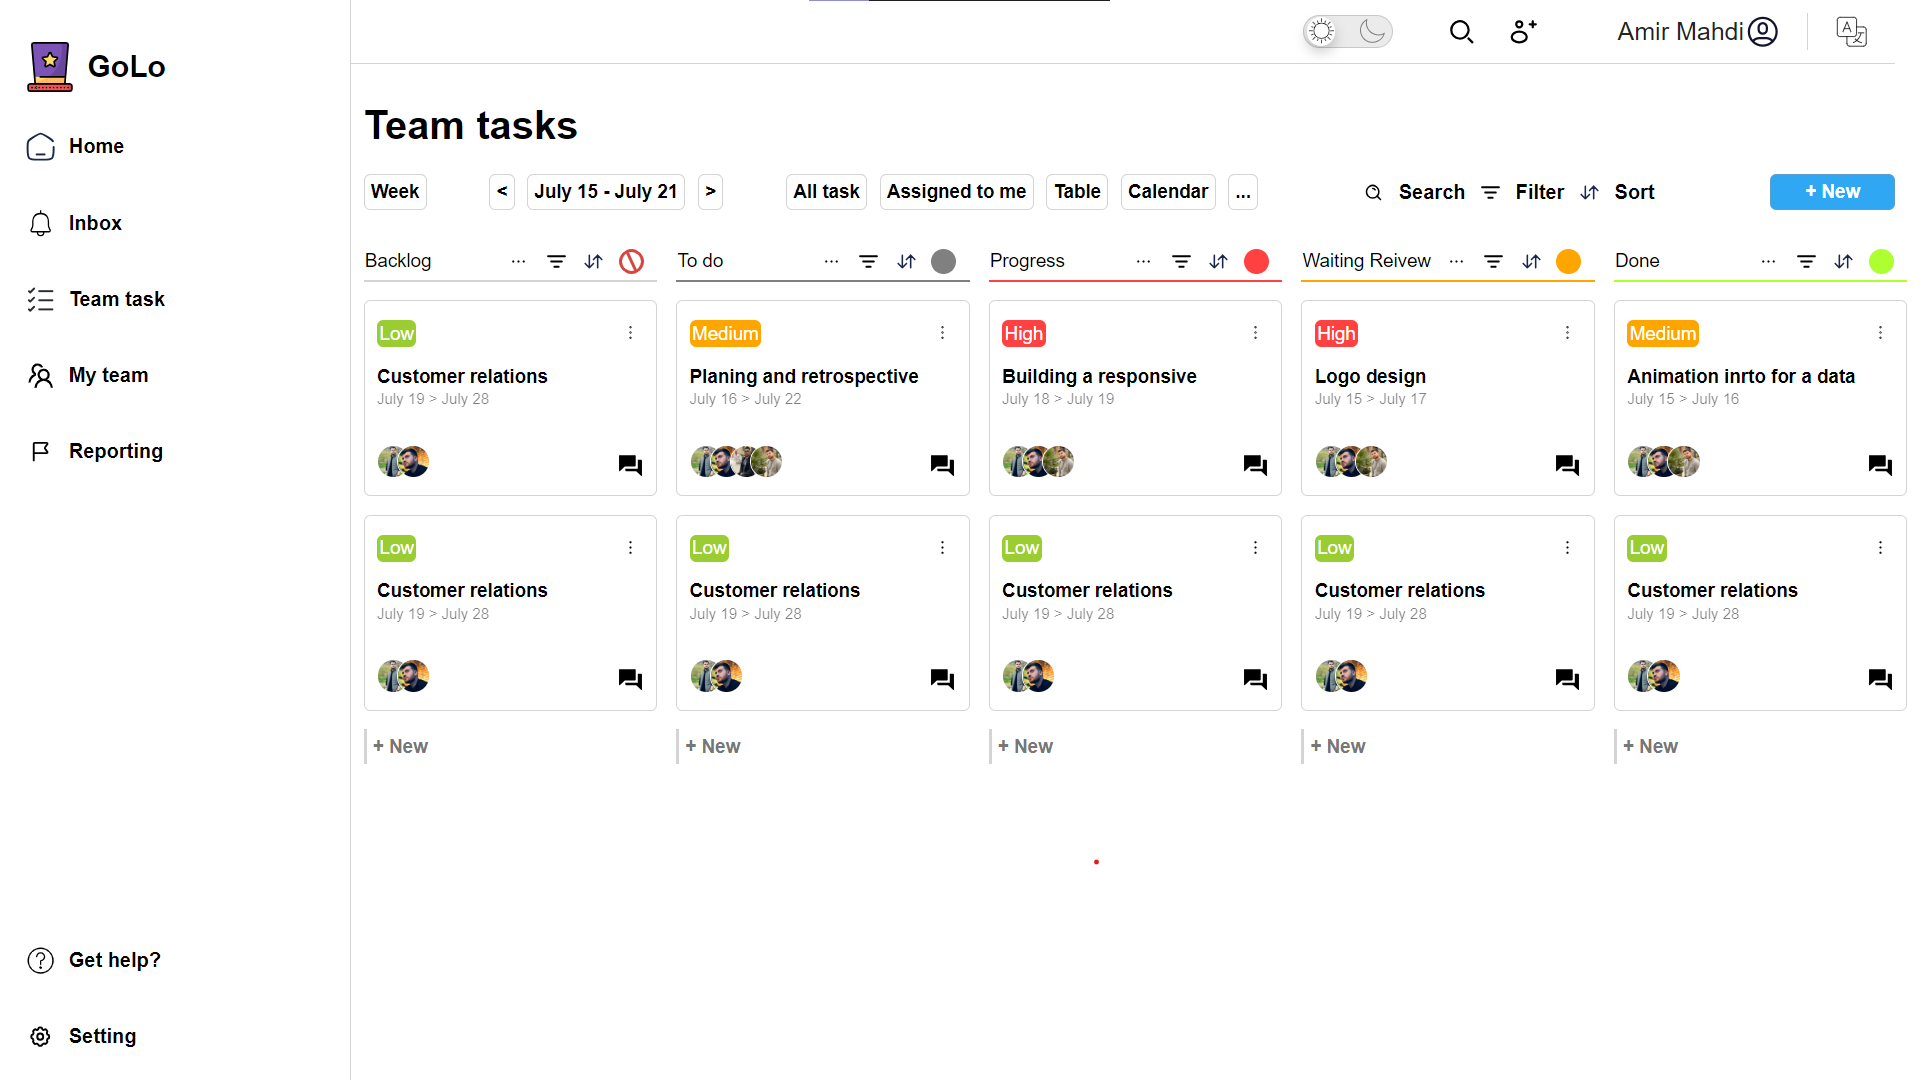 GoLo
Home
Inbox
Team task
My team
Reporting
Get help?
Setting
Amir Mahdi
Team tasks
Week
< July 15 - July 21 >
All task
Assigned to me
Table
Calendar
...
Search
Filter
Sort
+ New
Backlog ...
Low
Customer relations
July 19 > July 28
Low
Customer relations
July 19 > July 28
+ New
To do ...
Medium
Planing and retrospective
July 16 > July 22
Low
Customer relations
July 19 > July 28
+ New
Progress ...
High
Building a responsive
July 18 > July 19
Low
Customer relations
July 19 > July 28
+ New
Waiting Reivew ...
High
Logo design
July 15 > July 17
Low
Customer relations
July 19 > July 28
+ New
Done ...
Medium
Animation inrto for a data
July 15 > July 16
Low
Customer relations
July 19 > July 28
+ New